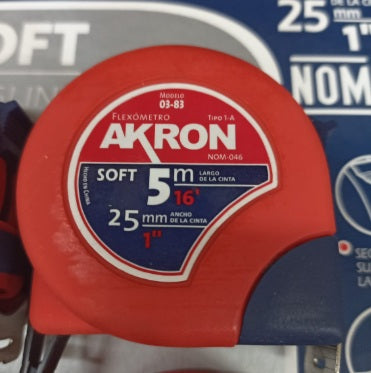 OFT
25
mm
1"
NOM
MODELO
03-83
FLEXÓMETRO TIPO 1-A
AKRON
NOM-046
HECHO EN CHINA
SOFT 5m LARGO DE LA CINTA
16'
25mm ANCHO DE LA CINTA
1"